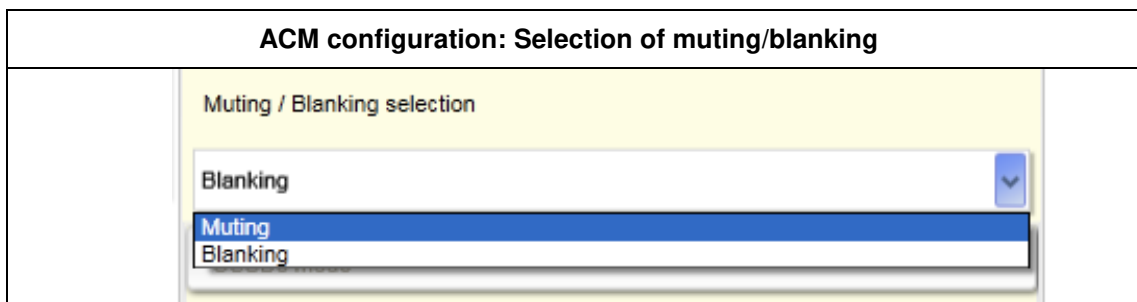 ACM configuration: Selection of muting/blanking
Muting / Blanking selection
Blanking
Muting
Blanking